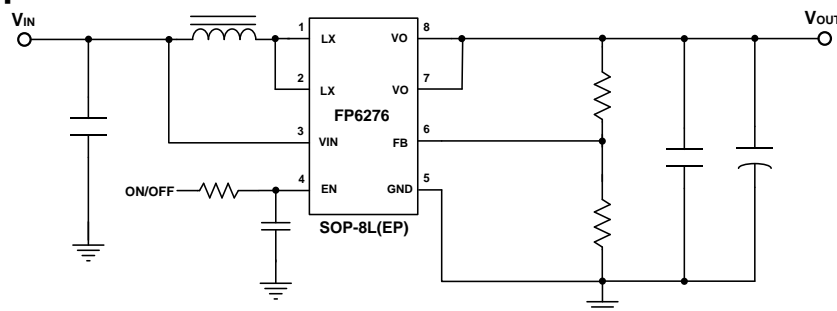 VIN
VOUT
1 LX VO 8
2 LX VO 7
FP6276
3 VIN FB 6
ON/OFF 4 EN GND 5
SOP-8L(EP)